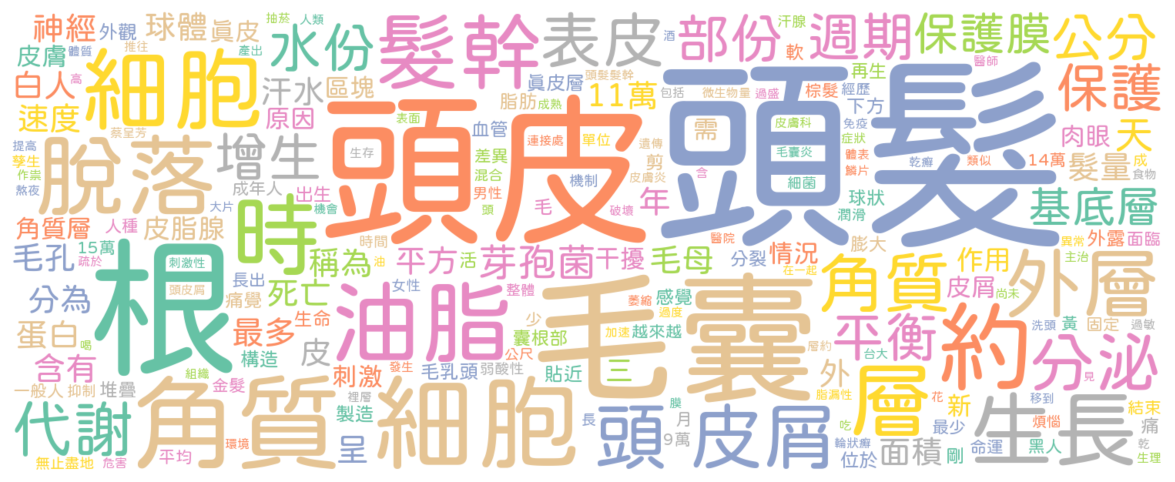 神經
外觀
球體
真皮
水份
髮幹
抽菸
人類
推往
體質
產出
表皮
汗腺
酒
部份
週期
軟
醫師
保護膜
公分
皮膚
白人
細胞
汗水
區塊
真皮層
頭髮髮幹
脂肪
成熟
11萬
包括
微生物量
過盛
棕髮
再生
經歷
下方
高
保護
速度
蔡呈芳
原因
頭皮
頭髮
表面
血管
連接處
單位
需
皮膚科
免疫
症狀
肉眼
天
提高
孳生
作祟
熬夜
脫落
增生
生存
差異
混合
遺傳
剪
皮膚炎
毛囊炎
體表
鱗片
乾癬
類似
14萬
髮量
成
食物
成年人
出生
男性
機制
細菌
含
年
球狀
潤滑
基底層
角質層
人種
皮脂腺
大片
機會
時
頭
毛
破壞
醫院
毛孔
15萬
疏於
根
刺激性
頭皮屑
長出
痛覺
稱為
時間
油
死亡
平方
活
芽孢菌
干擾
毛母
分裂
情況
在一起
膨大
作用
外露
面臨
異常
主治
尚未
分為
蛋白
喝
含有
最多
生命
構造
皮
油脂
女性
整體
少
囊根部
萎縮
感覺
過度
加速
越來越
毛囊
角質
皮屑
外層
洗頭
黃
固定
過敏
平衡
層約
台大
約
分泌
見
一般人
抑制
堆疊
組織
金髮
刺激
發生
毛乳頭
弱酸性
公尺
貼近
三
外
脂漏性
層
花
新
移到
煩惱
結束
代謝
角質細胞
環境
平均
無止盡地
危害
裡層
製造
呈
長
頭皮屑
膜
角
月
9萬
吃
輪狀癬
位於
面積
最少
剛
生長
命運
黑人
痛
乾
生理